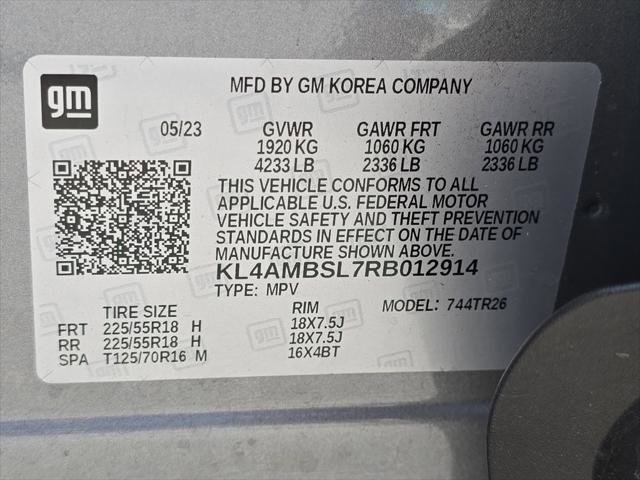 gm
MFD BY GM KOREA COMPANY
05/23 GVWR GAWR FRT GAWR RR
1920 KG 1060 KG 1060 KG
4233 LB 2336 LB 2336 LB
THIS VEHICLE CONFORMS TO ALL
APPLICABLE U.S. FEDERAL MOTOR
VEHICLE SAFETY AND THEFT PREVENTION
STANDARDS IN EFFECT ON THE DATE OF
MANUFACTURE SHOWN ABOVE.
KL4AMBSL7RB012914
TYPE: MPV MODEL: 744TR26
TIRE SIZE RIM
FRT 225/55R18 H 18X7.5J
RR 225/55R18 H 18X7.5J
SPA T125/70R16 M 16X4BT